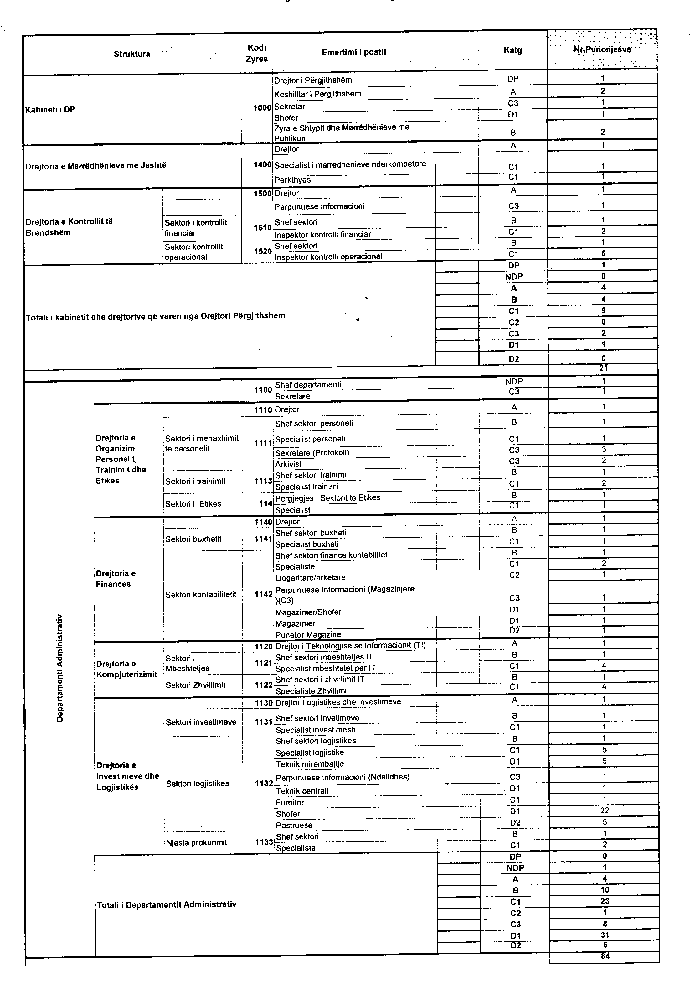 Struktura Kodi Zyres Emertimi i postit Katg Nr.Punonjesve
Kabineti i DP 1000 Drejtor i Përgjithshëm DP 1
Keshilltar i Pergjithshem A 2
Sekretar C3 1
Shofer D1 1
Zyra e Shtypit dhe Marrëdhënieve me Publikun B 2
Drejtoria e Marrëdhënieve me Jashtë 1400 Drejtor A 1
Specialist i marredhenieve nderkombetare C1 1
Perkthyes C1 1
Drejtoria e Kontrollit të Brendshëm 1500 Drejtor A 1
Perpunuese Informacioni C3 1
Sektori i kontrollit financiar 1510 Shef sektori B 1
Inspektor kontrolli financiar C1 2
Sektori kontrollit operacional 1520 Shef sektori B 1
Inspektor kontrolli operacional C1 5
Totali i kabinetit dhe drejtorive që varen nga Drejtori Përgjithshëm
DP 1
NDP 0
A 4
B 4
C1 9
C2 0
C3 2
D1 1
D2 0
21
Departamenti Administrativ
1100 Shef departamenti NDP 1
Sekretare C3 1
Drejtoria e Organizim Personelit, Trainimit dhe Etikes 1110 Drejtor A 1
Sektori i menaxhimit te personelit 1111 Shef sektori personeli B 1
Specialist personeli C1 1
Sekretare (Protokoll) C3 3
Arkivist C3 2
Sektori i trainimit 1113 Shef sektori trainimi B 1
Specialist trainimi C1 2
Sektori i Etikes 114 Pergjegjes i Sektorit te Etikes B 1
Specialist C1 1
Drejtoria e Finances 1140 Drejtor A 1
Sektori buxhetit 1141 Shef sektori buxheti B 1
Specialist buxheti C1 1
Sektori kontabilitetit 1142 Shef sektori finance kontabilitet B 1
Specialiste C1 2
Llogaritare/arketare C2 1
Perpunuese Informacioni (Magazinjere )(C3) C3 1
Magazinier/Shofer D1 1
Magazinier D1 1
Punetor Magazine D2 1
Drejtoria e Kompjuterizimit 1120 Drejtor i Teknologjise se Informacionit (TI) A 1
Sektori i Mbeshtetjes 1121 Shef sektori mbeshtetjes IT B 1
Specialist mbeshtetet per IT C1 4
Sektori Zhvillimit 1122 Shef sektori i zhvillimit IT B 1
Specialiste Zhvillimi C1 4
Drejtoria e Investimeve dhe Logjistikës 1130 Drejtor Logjistikes dhe Investimeve A 1
Sektori investimeve 1131 Shef sektori invetimeve B 1
Specialist investimesh C1 1
Sektori logjistikes 1132 Shef sektori logjistikes B 1
Specialist logjistike C1 5
Teknik mirembajtje D1 5
Perpunuese Informacioni (Ndelidhes) C3 1
Teknik centrali D1 1
Furnitor D1 1
Shofer D1 22
Pastruese D2 5
Njesia prokurimit 1133 Shef sektori B 1
Specialiste C1 2
Totali i Departamentit Administrativ
DP 0
NDP 1
A 4
B 10
C1 23
C2 1
C3 8
D1 31
D2 6
84